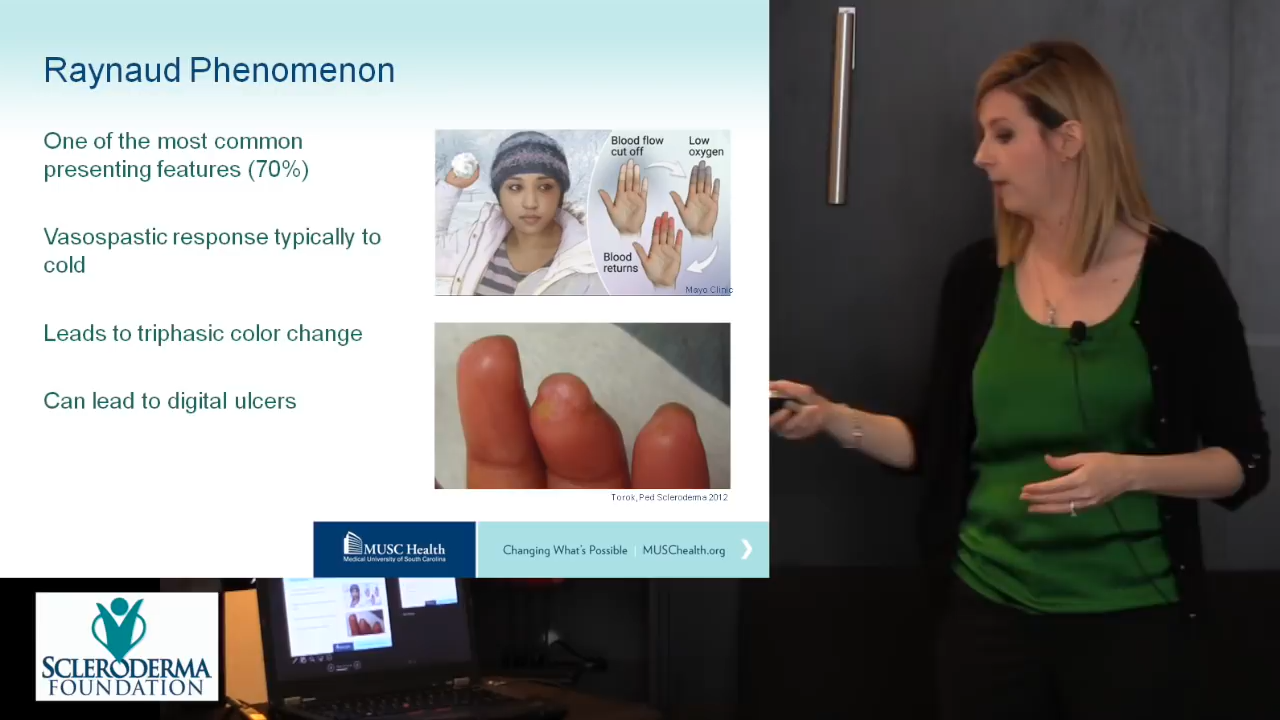 Raynaud Phenomenon
One of the most common
presenting features (70%)
Vasospastic response typically to
cold
Leads to triphasic color change
Can lead to digital ulcers
Blood flow
cut off
Low
oxygen
Blood
returns
Mayo Clinic
Torok, Ped Scleroderma 2012
MUSC Health
Medical University of South Carolina
Changing What's Possible | MUSChealth.org
SCLERODERMA
FOUNDATION